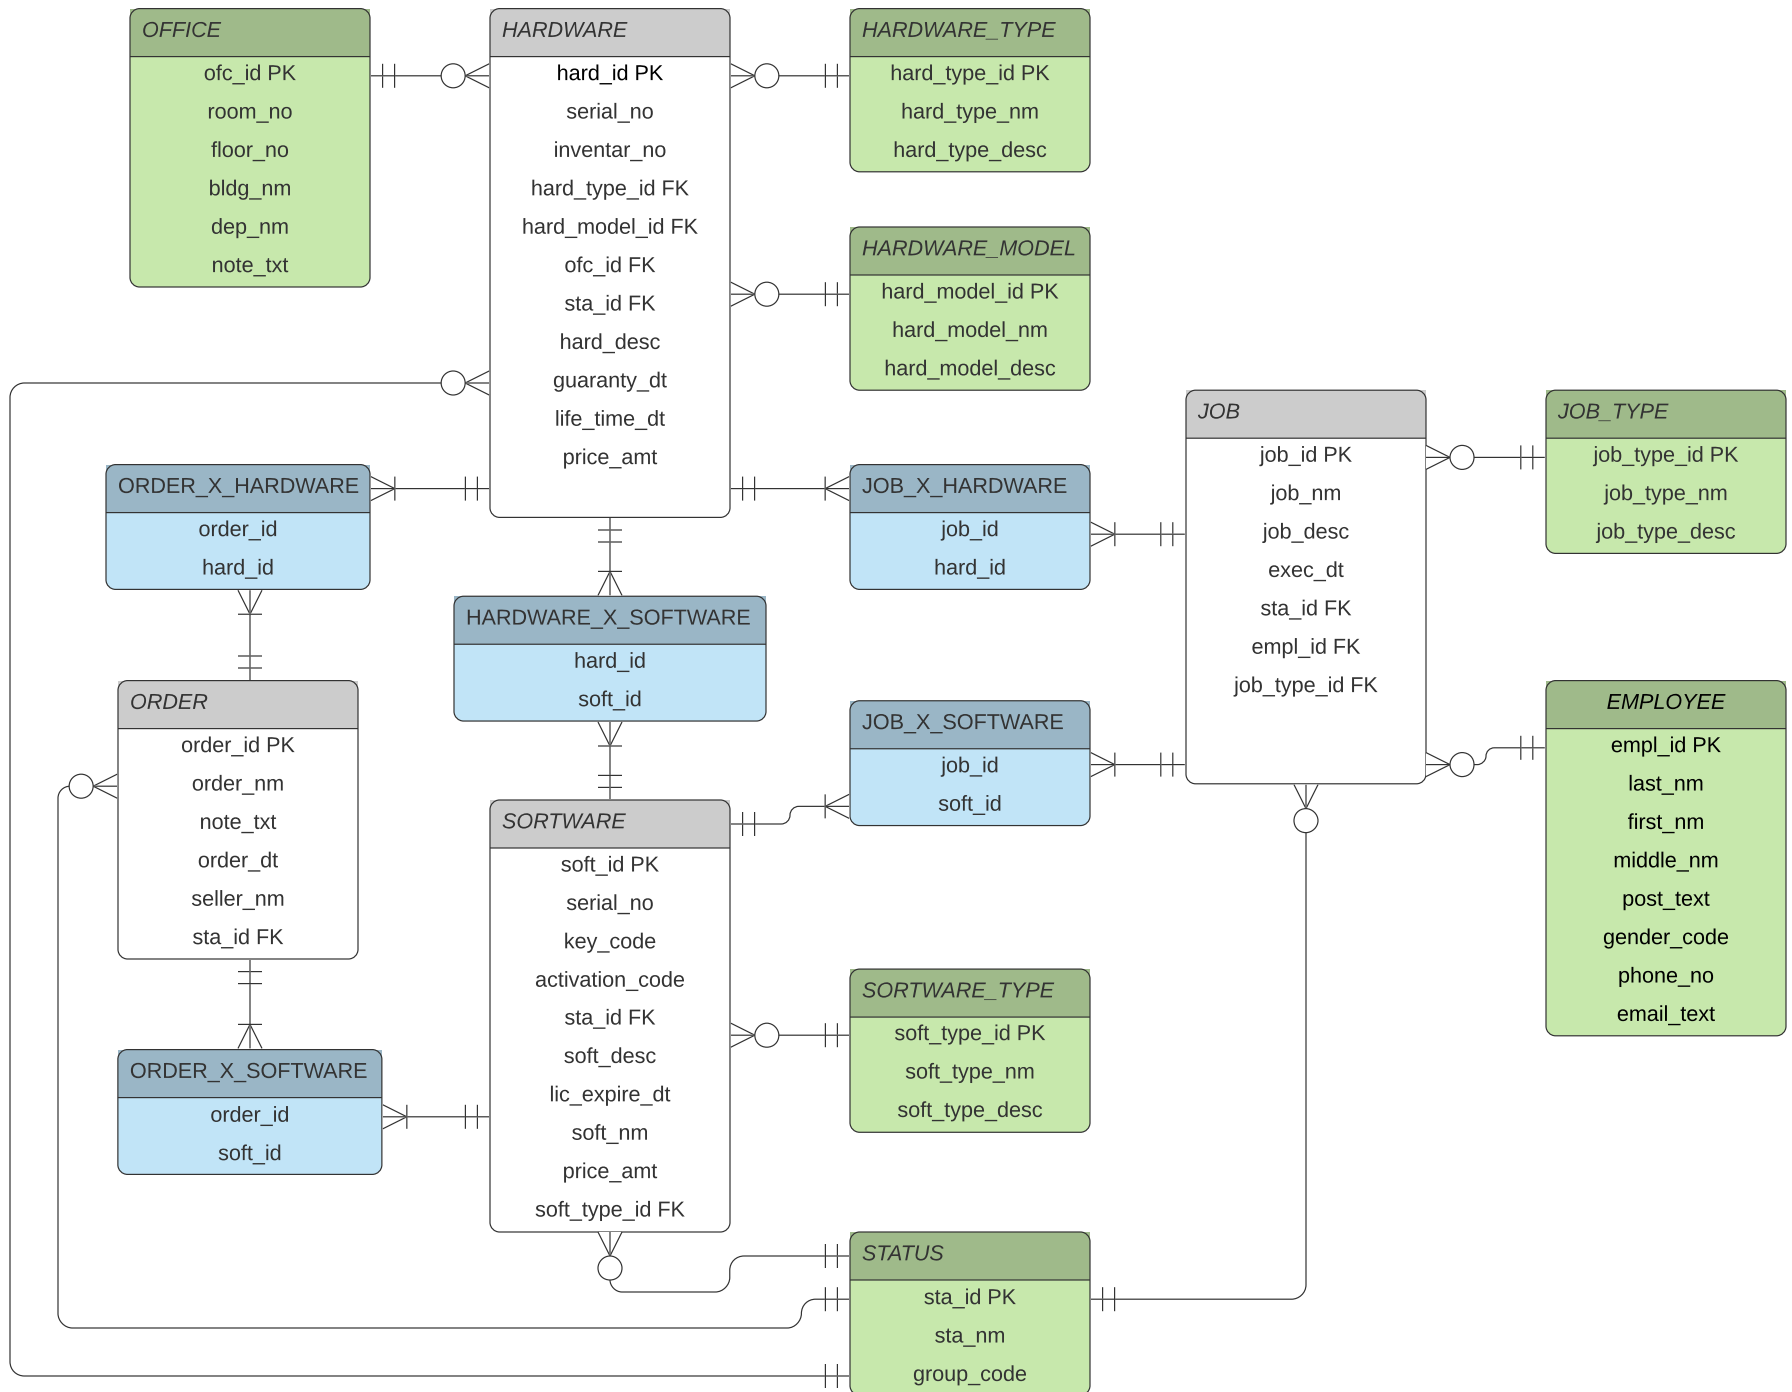 OFFICE
ofc_id PK
room_no
floor_no
bldg_nm
dep_nm
note_txt
HARDWARE
hard_id PK
serial_no
inventar_no
hard_type_id FK
hard_model_id FK
ofc_id FK
sta_id FK
hard_desc
guaranty_dt
life_time_dt
price_amt
HARDWARE_TYPE
hard_type_id PK
hard_type_nm
hard_type_desc
HARDWARE_MODEL
hard_model_id PK
hard_model_nm
hard_model_desc
JOB
job_id PK
job_nm
job_desc
exec_dt
sta_id FK
empl_id FK
job_type_id FK
JOB_TYPE
job_type_id PK
job_type_nm
job_type_desc
ORDER_X_HARDWARE
order_id
hard_id
JOB_X_HARDWARE
job_id
hard_id
HARDWARE_X_SOFTWARE
hard_id
soft_id
ORDER
order_id PK
order_nm
note_txt
order_dt
seller_nm
sta_id FK
JOB_X_SOFTWARE
job_id
soft_id
EMPLOYEE
empl_id PK
last_nm
first_nm
middle_nm
post_text
gender_code
phone_no
email_text
SORTWARE
soft_id PK
serial_no
key_code
activation_code
sta_id FK
soft_desc
lic_expire_dt
soft_nm
price_amt
soft_type_id FK
SORTWARE_TYPE
soft_type_id PK
soft_type_nm
soft_type_desc
ORDER_X_SOFTWARE
order_id
soft_id
STATUS
sta_id PK
sta_nm
group_code